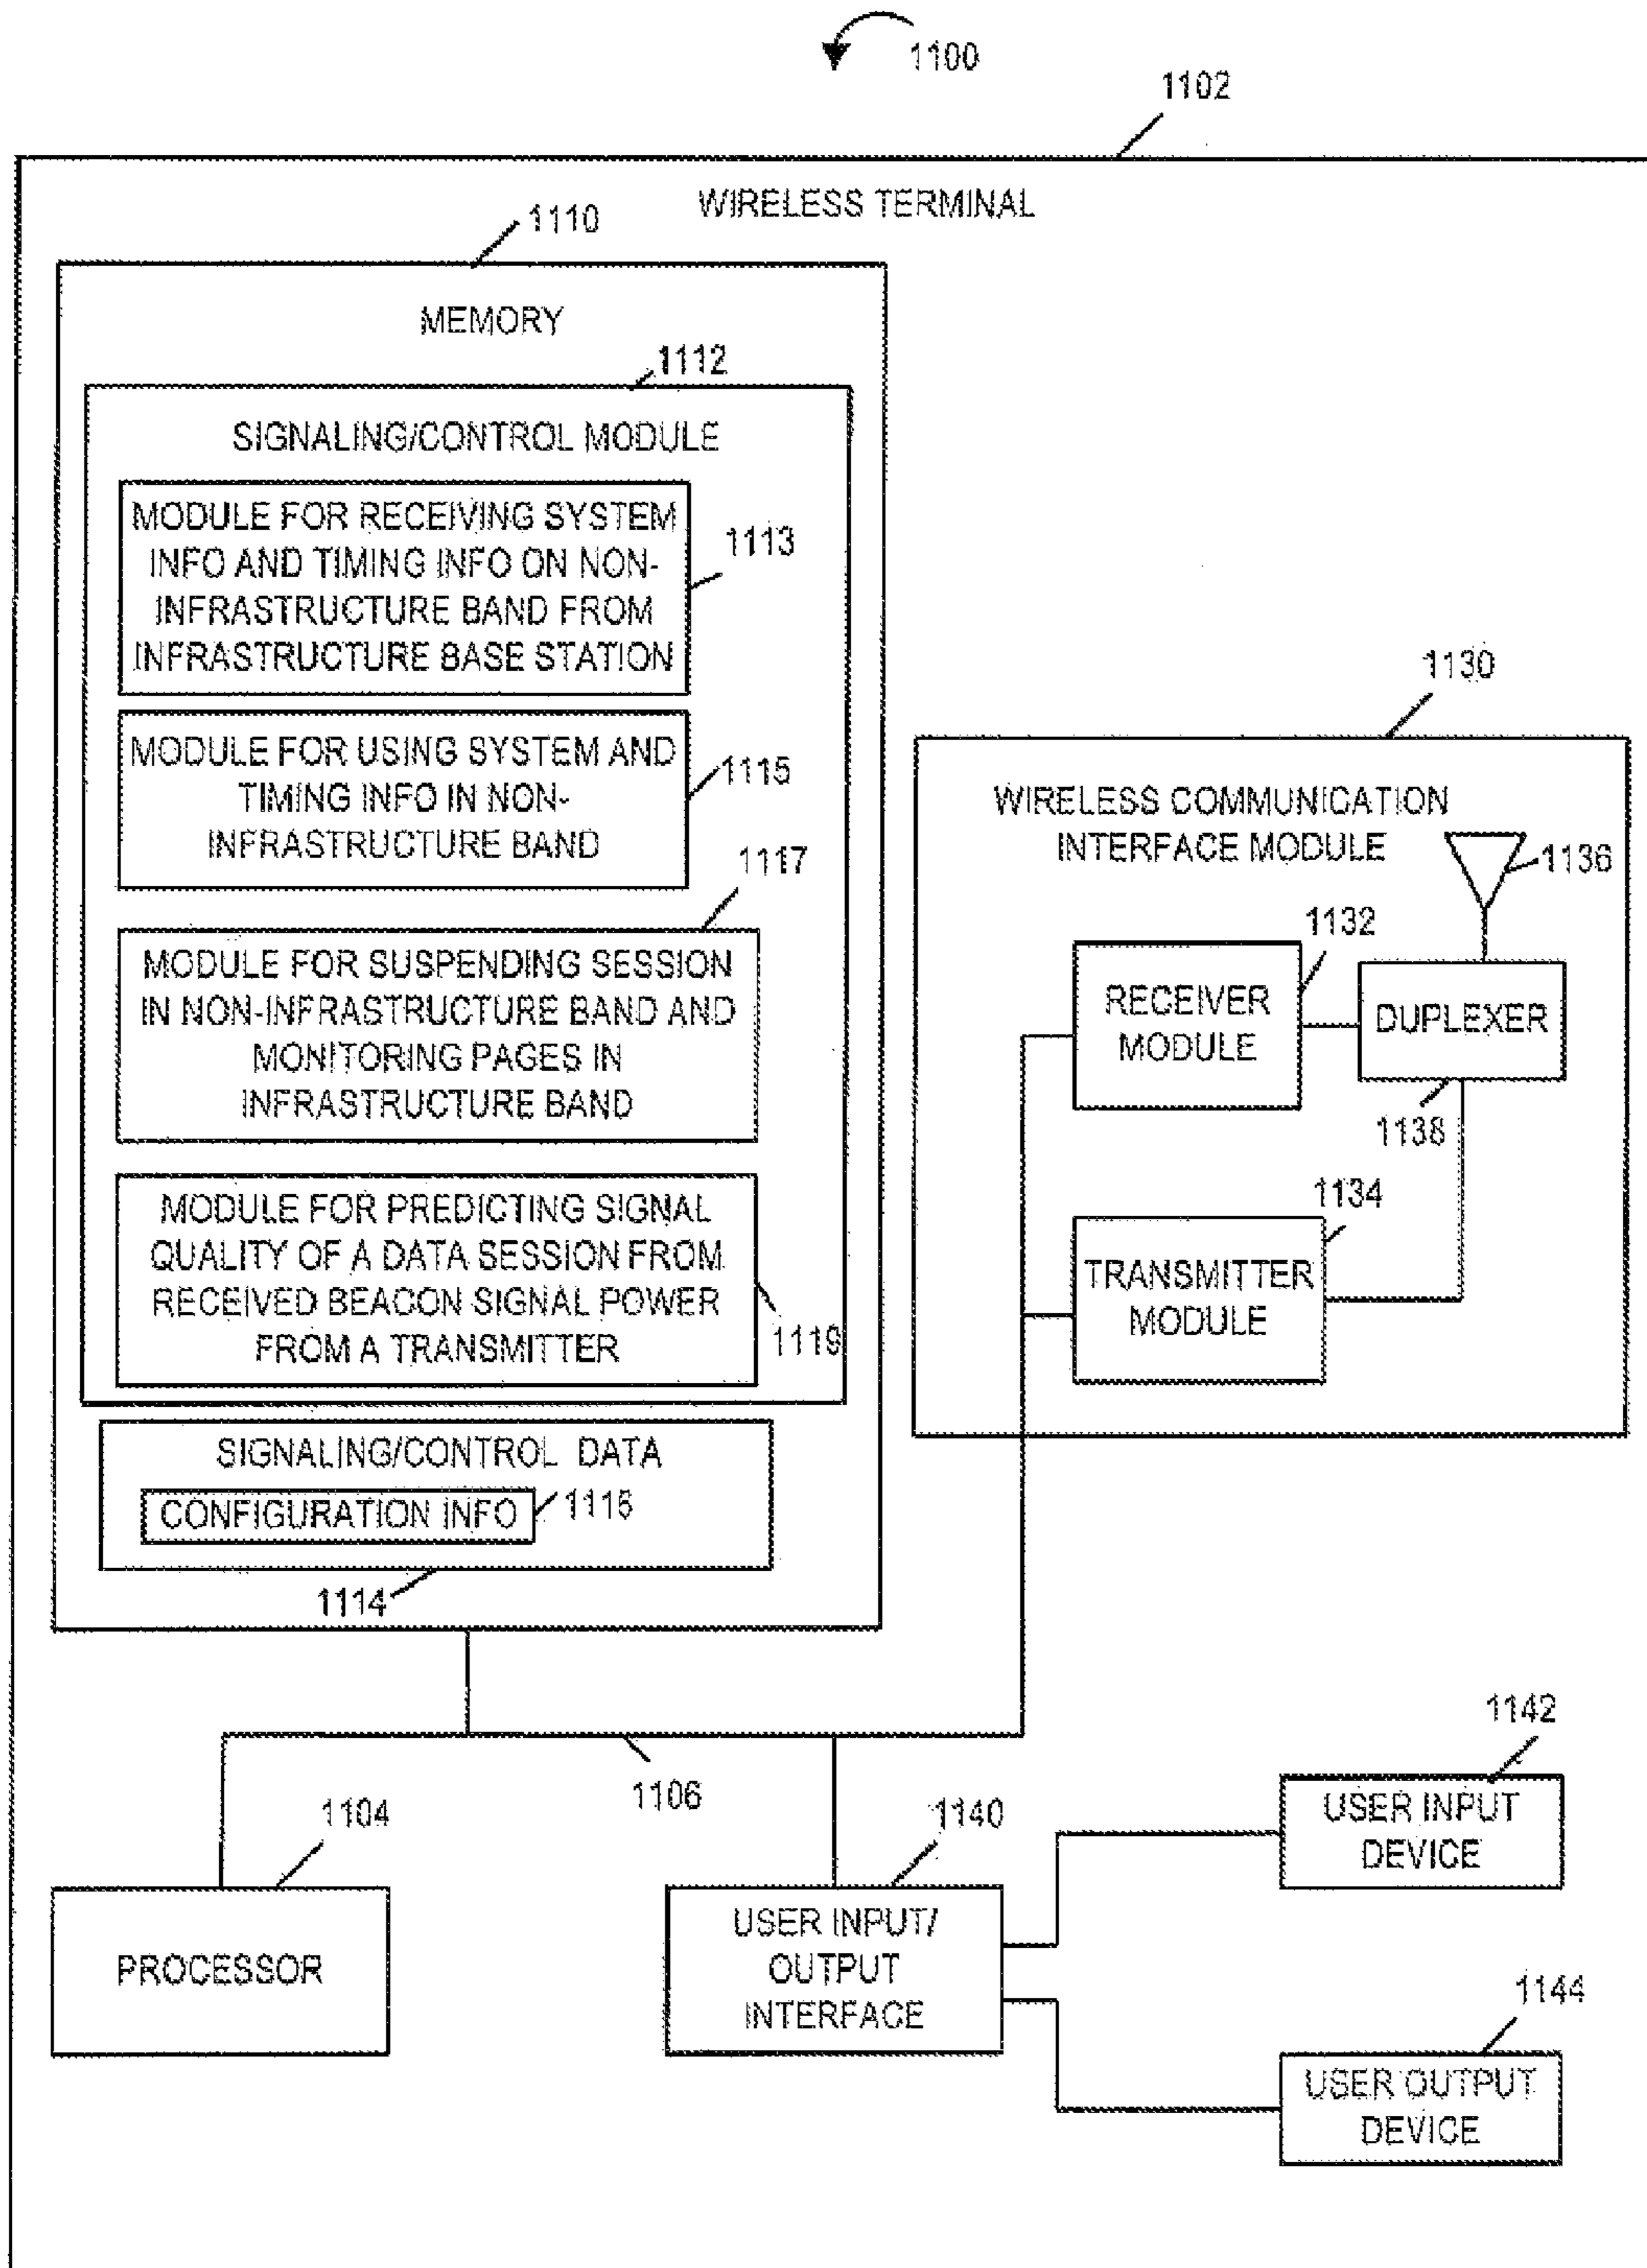 1100
1102
WIRELESS TERMINAL
1110
MEMORY
1112
SIGNALING/CONTROL MODULE
MODULE FOR RECEIVING SYSTEM
INFO AND TIMING INFO ON NON-
INFRASTRUCTURE BAND FROM
INFRASTRUCTURE BASE STATION
1113
MODULE FOR USING SYSTEM AND
TIMING INFO IN NON-
INFRASTRUCTURE BAND
1115
1117
MODULE FOR SUSPENDING SESSION
IN NON-INFRASTRUCTURE BAND AND
MONITORING PAGES IN
INFRASTRUCTURE BAND
MODULE FOR PREDICTING SIGNAL
QUALITY OF A DATA SESSION FROM
RECEIVED BEACON SIGNAL POWER
FROM A TRANSMITTER
1119
SIGNALING/CONTROL DATA
CONFIGURATION INFO
1116
1114
1130
WIRELESS COMMUNICATION
INTERFACE MODULE
1136
1132
RECEIVER
MODULE
DUPLEXER
1138
1134
TRANSMITTER
MODULE
1106
1104
PROCESSOR
1140
USER INPUT/
OUTPUT
INTERFACE
1142
USER INPUT
DEVICE
1144
USER OUTPUT
DEVICE